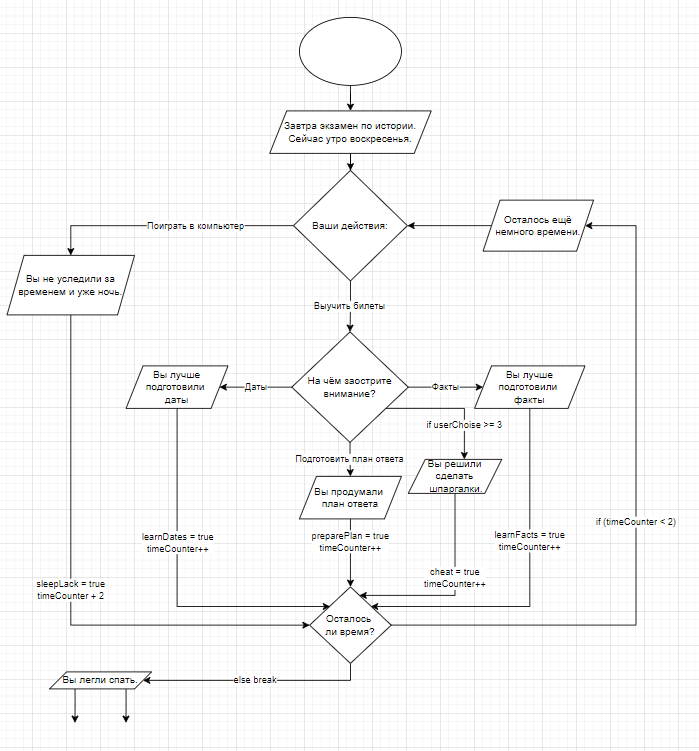 Завтра экзамен по истории.
Сейчас утро воскресенья.
Ваши действия:
Осталось ещё
немного времени.
Поиграть в компьютер
Вы не уследили за
временем и уже ночь.
Выучить билеты
На чём заострите
внимание?
Даты
Вы лучше
подготовили
даты
Факты
Вы лучше
подготовили
факты
if userChoise >= 3
Подготовить план ответа
Вы решили
сделать
шпаргалки.
Вы продумали
план ответа
if (timeCounter < 2)
learnDates = true
timeCounter++
preparePlan = true
timeCounter++
learnFacts = true
timeCounter++
cheat = true
timeCounter++
sleepLack = true
timeCounter + 2
Осталось
ли время?
else break
Вы легли спать.